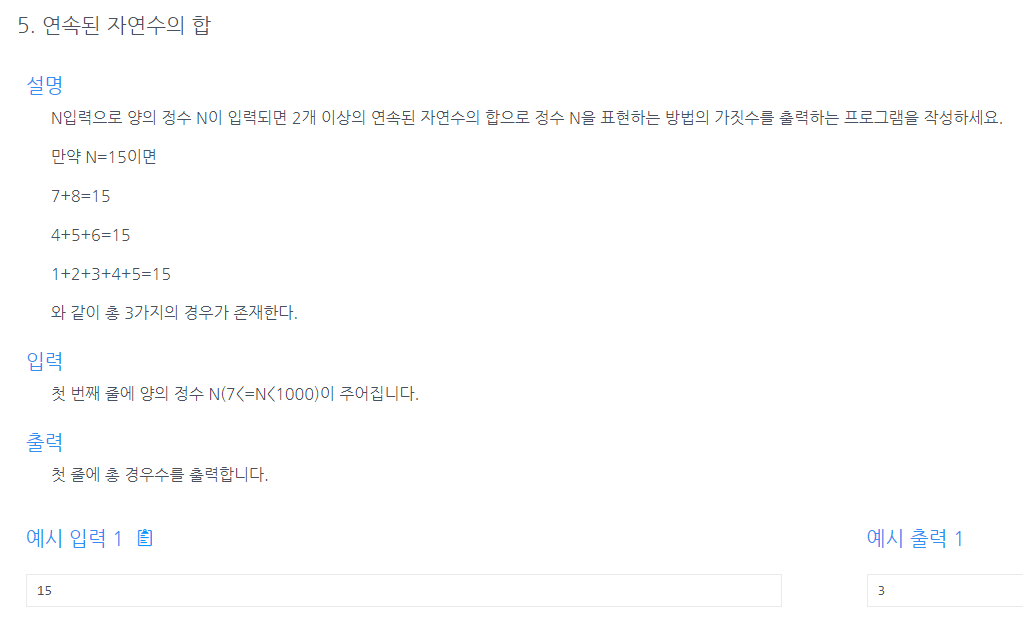 5. 연속된 자연수의 합
설명
N입력으로 양의 정수 N이 입력되면 2개 이상의 연속된 자연수의 합으로 정수 N을 표현하는 방법의 가짓수를 출력하는 프로그램을 작성하세요.
만약 N=15이면
7+8=15
4+5+6=15
1+2+3+4+5=15
와 같이 총 3가지의 경우가 존재한다.
입력
첫 번째 줄에 양의 정수 N(7<=N<1000)이 주어집니다.
출력
첫 줄에 총 경우수를 출력합니다.
예시 입력 1
예시 출력 1
15
3